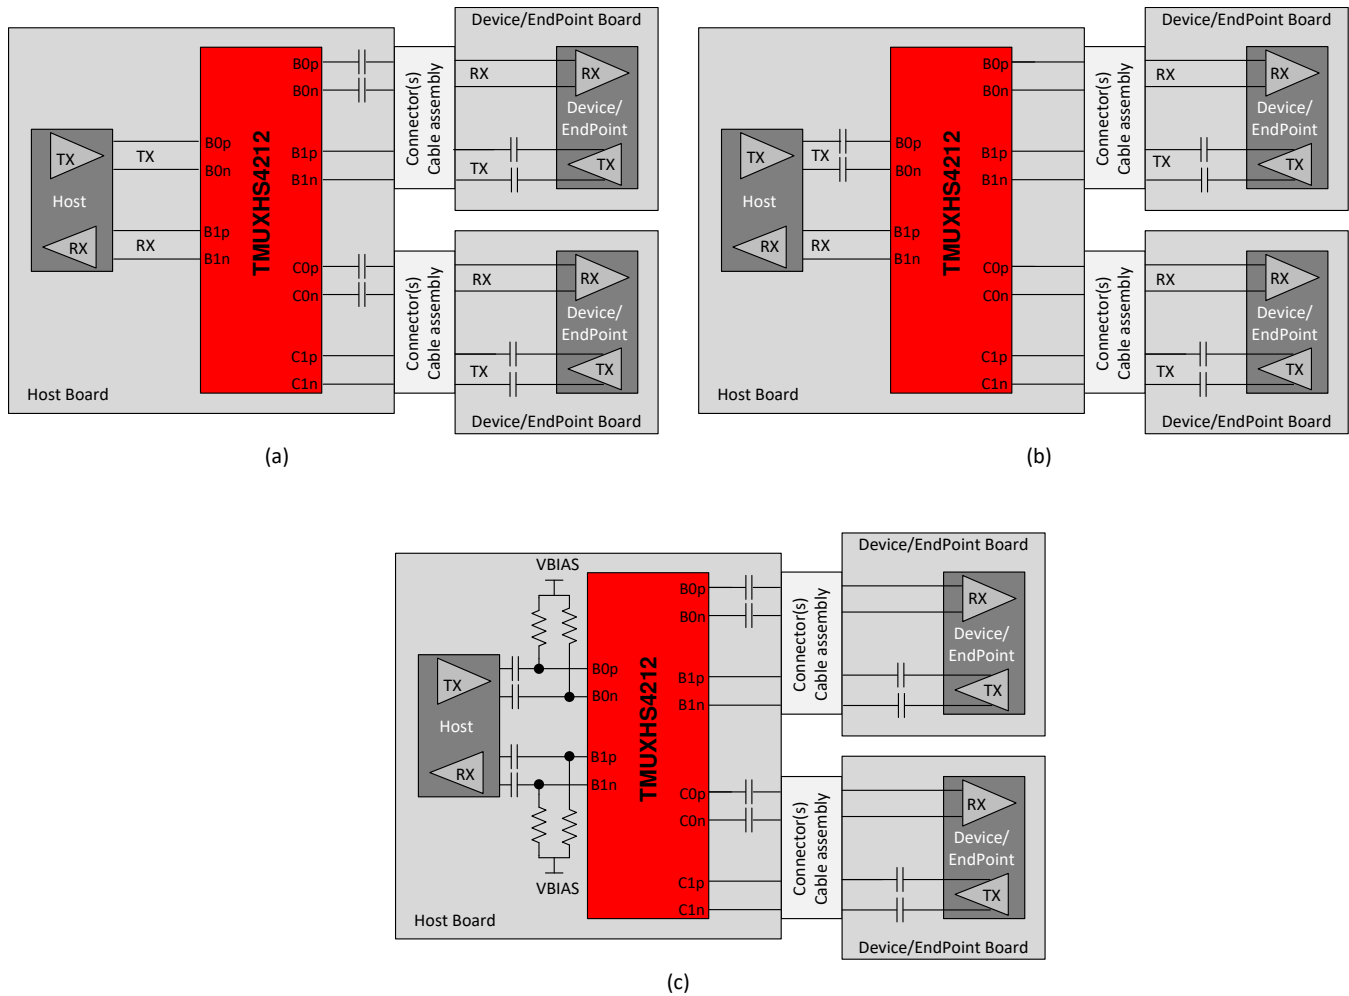 Device/EndPoint Board
B0p
B0n
RX
RX
Connector(s)
Cable assembly
Device/
EndPoint
TX
TX
B0p
B0n
B1p
B1n
TX
TX
Host
TMUXHS4212
RX
RX
B1p
B1n
C0p
C0n
RX
RX
Connector(s)
Cable assembly
Device/
EndPoint
C1p
C1n
TX
TX
Host Board
Device/EndPoint Board
(a)
Device/EndPoint Board
B0p
B0n
RX
RX
Connector(s)
Cable assembly
Device/
EndPoint
TX
TX
B0p
B0n
B1p
B1n
TX
TX
Host
TMUXHS4212
RX
RX
B1p
B1n
C0p
C0n
RX
RX
Connector(s)
Cable assembly
Device/
EndPoint
C1p
C1n
TX
TX
Host Board
Device/EndPoint Board
(b)
Device/EndPoint Board
VBIAS
B0p
B0n
Connector(s)
Cable assembly
RX
Device/
EndPoint
TX
B0p
B0n
B1p
B1n
TX
Host
TMUXHS4212
RX
B1p
B1n
C0p
C0n
Connector(s)
Cable assembly
RX
Device/
EndPoint
VBIAS
C1p
C1n
TX
Host Board
Device/EndPoint Board
(c)